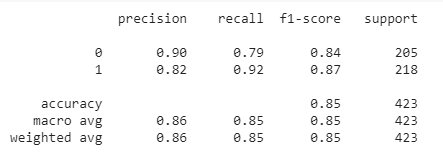 precision recall f1-score support
0 0.90 0.79 0.84 205
1 0.82 0.92 0.87 218
accuracy 0.85 423
macro avg 0.86 0.85 0.85 423
weighted avg 0.86 0.85 0.85 423